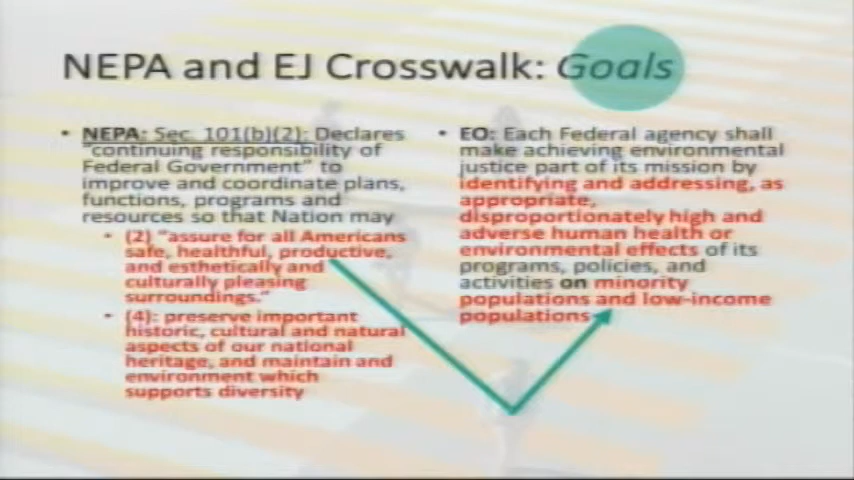 NEPA and EJ Crosswalk: Goals
• NEPA: Sec. 101(b)(2): Declares
"continuing responsibility of
Federal Government" to
improve and coordinate plans,
functions, programs and
resources so that Nation may
• (2) "assure for all Americans
safe, healthful, productive,
and esthetically and
culturally pleasing
surroundings."
• (4): preserve important
historic, cultural and natural
aspects of our national
heritage, and maintain and
environment which
supports diversity
• EO: Each Federal agency shall
make achieving environmental
justice part of its mission by
identifying and addressing, as
appropriate,
disproportionately high and
adverse human health or
environmental effects of its
programs, policies, and
activities on minority
populations and low-income
populations